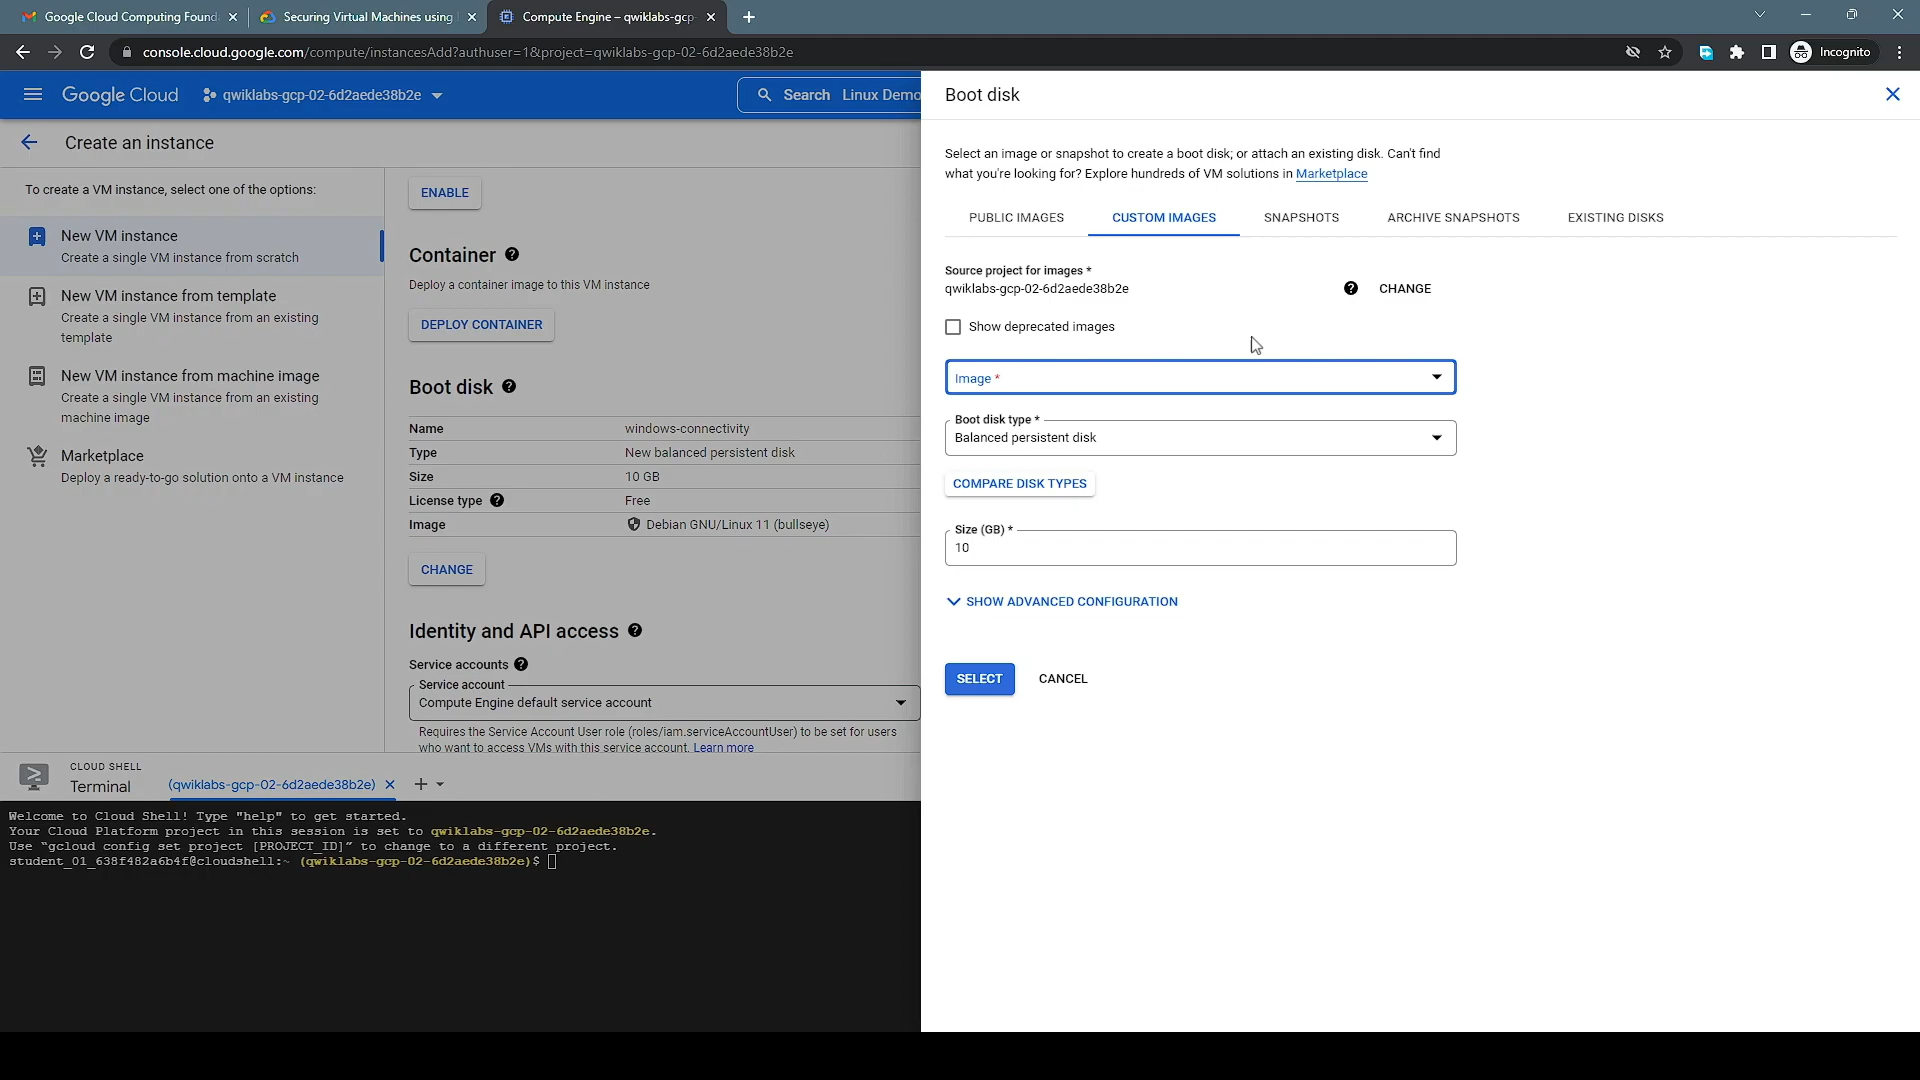 Google Cloud Computing Found
Securing Virtual Machines using
Compute Engine – qwiklabs-gcp
console.cloud.google.com/compute/instancesAdd?authuser=1&project=qwiklabs-gcp-02-6d2aede38b2e
Incognito
Google Cloud
qwiklabs-gcp-02-6d2aede38b2e
Search Linux Demo
Create an instance
To create a VM instance, select one of the options:
New VM instance
Create a single VM instance from scratch
New VM instance from template
Create a single VM instance from an existing
template
New VM instance from machine image
Create a single VM instance from an existing
machine image
Marketplace
Deploy a ready-to-go solution onto a VM instance
ENABLE
Container
Deploy a container image to this VM instance
DEPLOY CONTAINER
Boot disk
Name windows-connectivity
Type New balanced persistent disk
Size 10 GB
License type Free
Image Debian GNU/Linux 11 (bullseye)
CHANGE
Identity and API access
Service accounts
Service account
Compute Engine default service account
Requires the Service Account User role (roles/iam.serviceAccountUser) to be set for users
who want to access VMs with this service account. Learn more
Boot disk
Select an image or snapshot to create a boot disk; or attach an existing disk. Can't find
what you're looking for? Explore hundreds of VM solutions in Marketplace
PUBLIC IMAGES
CUSTOM IMAGES
SNAPSHOTS
ARCHIVE SNAPSHOTS
EXISTING DISKS
Source project for images *
qwiklabs-gcp-02-6d2aede38b2e
CHANGE
Show deprecated images
Image *
Boot disk type *
Balanced persistent disk
COMPARE DISK TYPES
Size (GB) *
10
SHOW ADVANCED CONFIGURATION
SELECT
CANCEL
CLOUD SHELL
Terminal
(qwiklabs-gcp-02-6d2aede38b2e)
Welcome to Cloud Shell! Type "help" to get started.
Your Cloud Platform project in this session is set to qwiklabs-gcp-02-6d2aede38b2e.
Use “gcloud config set project [PROJECT_ID]” to change to a different project.
student_01_638f482a6b4f@cloudshell:~ (qwiklabs-gcp-02-6d2aede38b2e)$